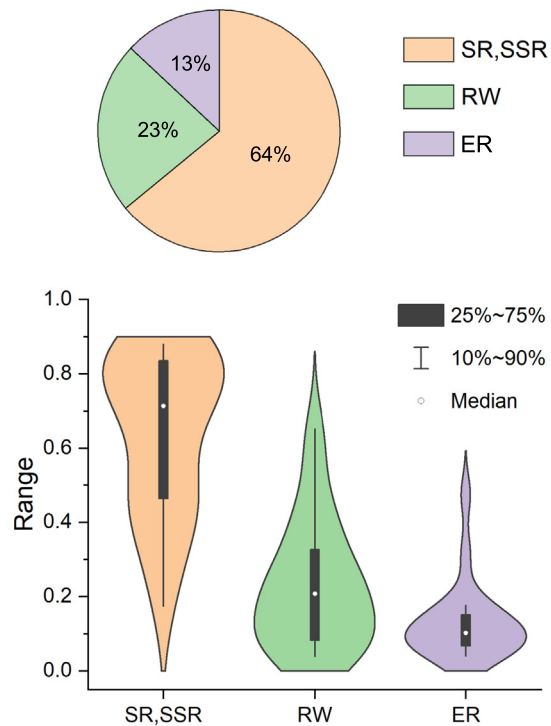 SR,SSR
RW
ER
13%
23%
64%
1.0
0.8
0.6
0.4
0.2
0.0
Range
25%~75%
10%~90%
Median
SR,SSR
RW
ER